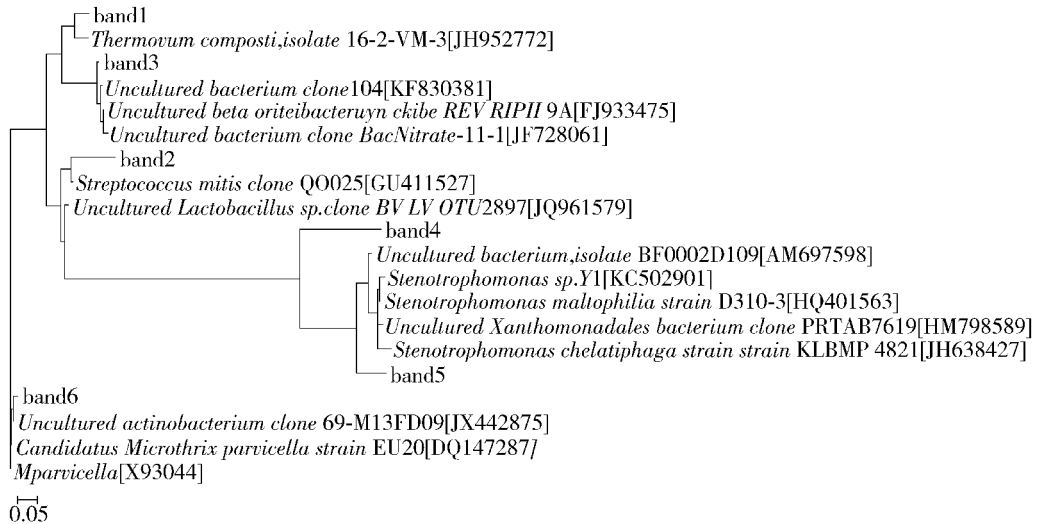 band1
Thermovum composti,isolate 16-2-VM-3[JH952772]
band3
Uncultured bacterium clone104[KF830381]
Uncultured beta oriteibacteruyn ckibe REV RIPII 9A[FJ933475]
Uncultured bacterium clone BacNitrate-11-1[JF728061]
band2
Streptococcus mitis clone QO025[GU411527]
Uncultured Lactobacillus sp.clone BV LV OTU2897[JQ961579]
band4
Uncultured bacterium,isolate BF0002D109[AM697598]
Stenotrophomonas sp.Y1[KC502901]
Stenotrophomonas maltophilia strain D310-3[HQ401563]
Uncultured Xanthomonadales bacterium clone PRTAB7619[HM798589]
Stenotrophomonas chelatiphaga strain strain KLBMP 4821[JH638427]
band5
band6
Uncultured actinobacterium clone 69-M13FD09[JX442875]
Candidatus Microthrix parvicella strain EU20[DQ147287]
Mparvicella[X93044]
0.05